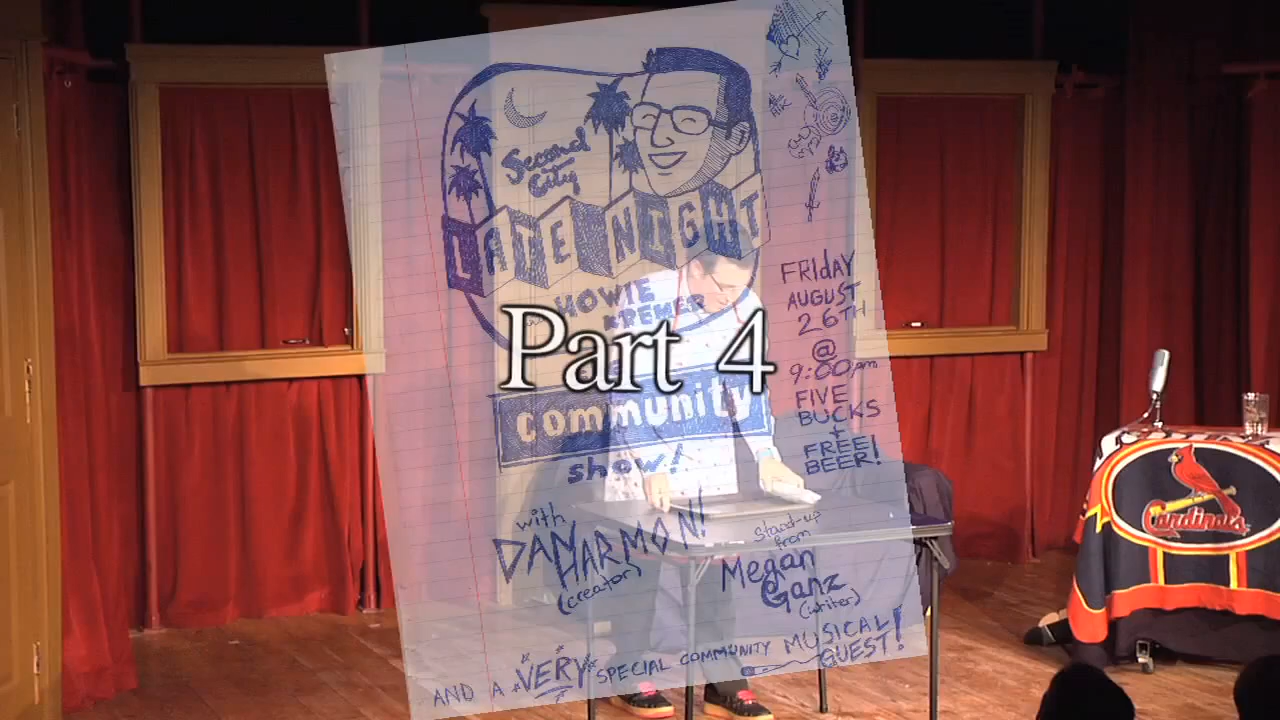 Second
City
LATE NIGHT
HOWIE
KREMER
Part 4
community
show!
with
DAN HARMON!
(creator)
Stand-up
from
Megan
Ganz
(writer)
AND A VERY SPECIAL COMMUNITY MUSICAL
GUEST!
FRIDAY
AUGUST
26TH
@
9:00pm
FIVE
BUCKS
+
FREE
BEER!
Cardinals